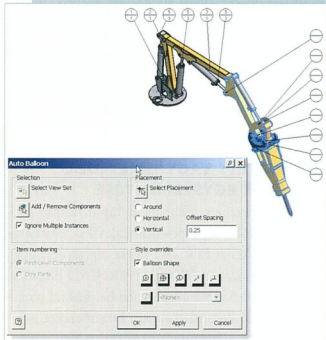 Auto Balloon
Selection
Select View Set
Add / Remove Components
Ignore Multiple Instances
Placement
Select Placement
Around
Horizontal
Offset Spacing
Vertical
0.25
Item numbering
First-Level Components
Only Parts
Style overrides
Balloon Shape
<None>
OK
Apply
Cancel